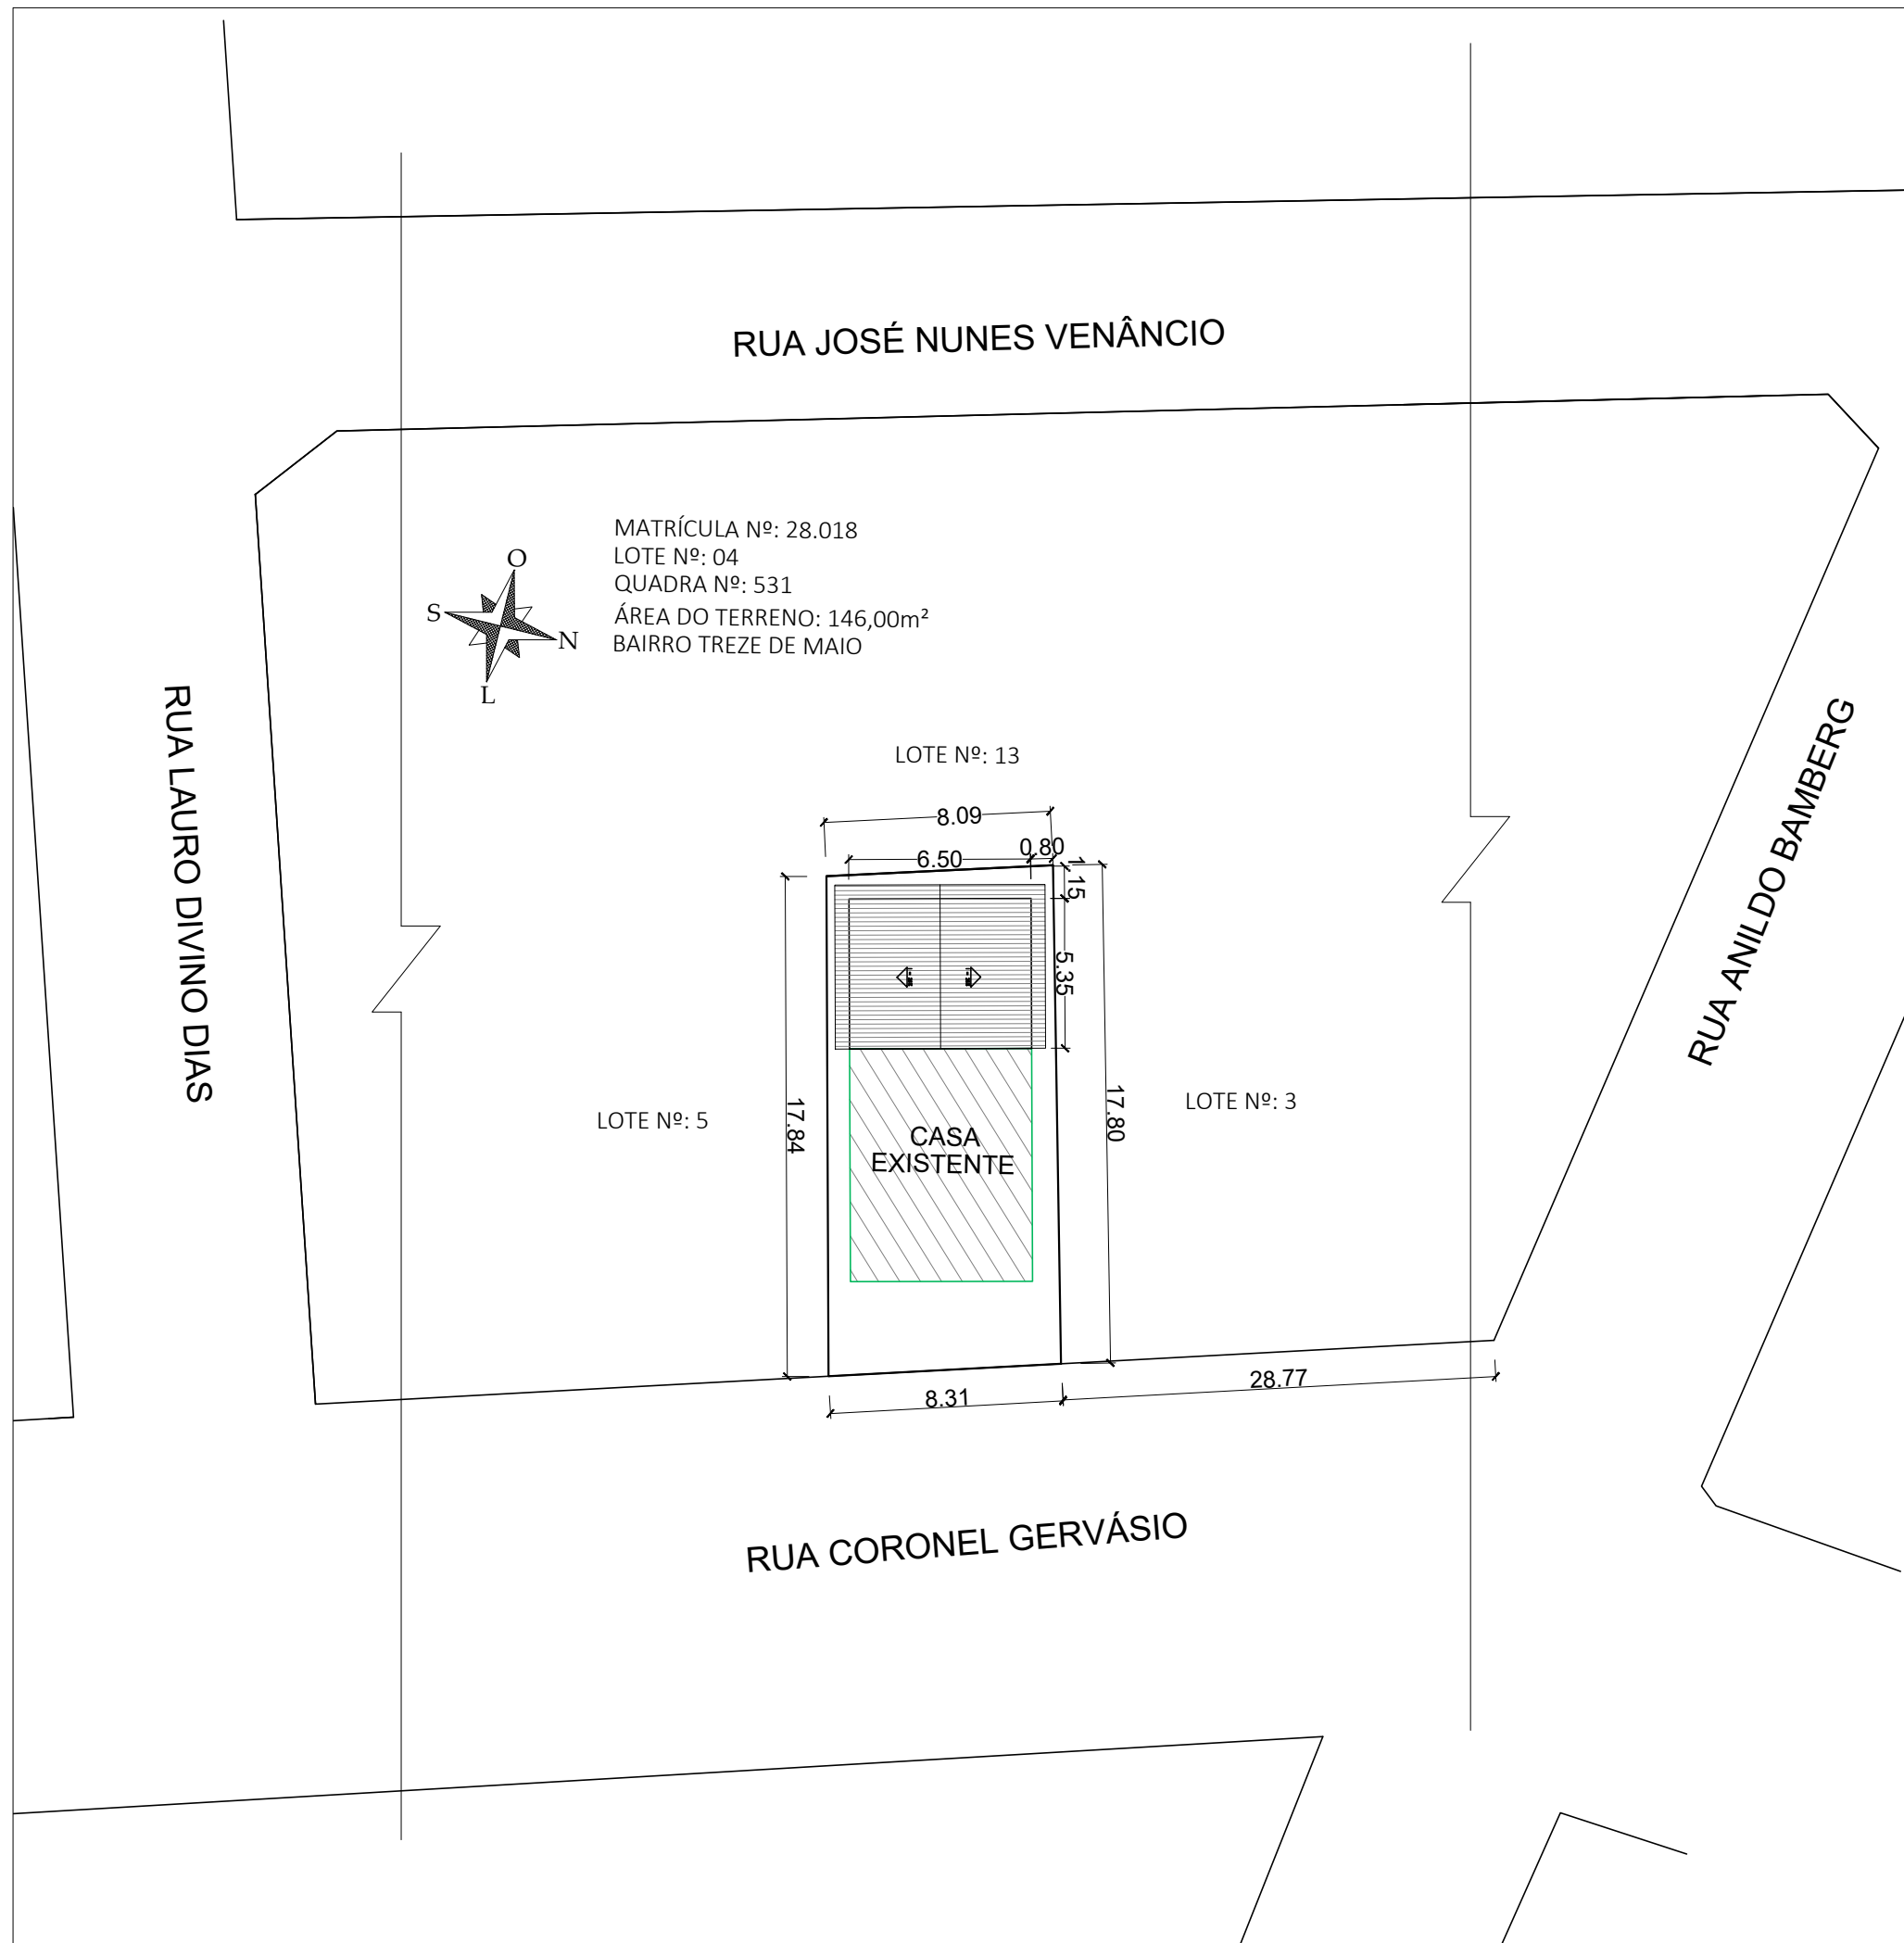 RUA JOSÉ NUNES VENÂNCIO
MATRÍCULA Nº: 28.018
LOTE Nº: 04
QUADRA Nº: 531
ÁREA DO TERRENO: 146,00m²
BAIRRO TREZE DE MAIO
O
S
N
L
RUA LAURO DIVINO DIAS
RUA ANILDO BAMBERG
LOTE Nº: 13
8.09
6.50
0.80
1.15
5.35
17.84
17.80
LOTE Nº: 5
LOTE Nº: 3
CASA
EXISTENTE
8.31
28.77
RUA CORONEL GERVÁSIO